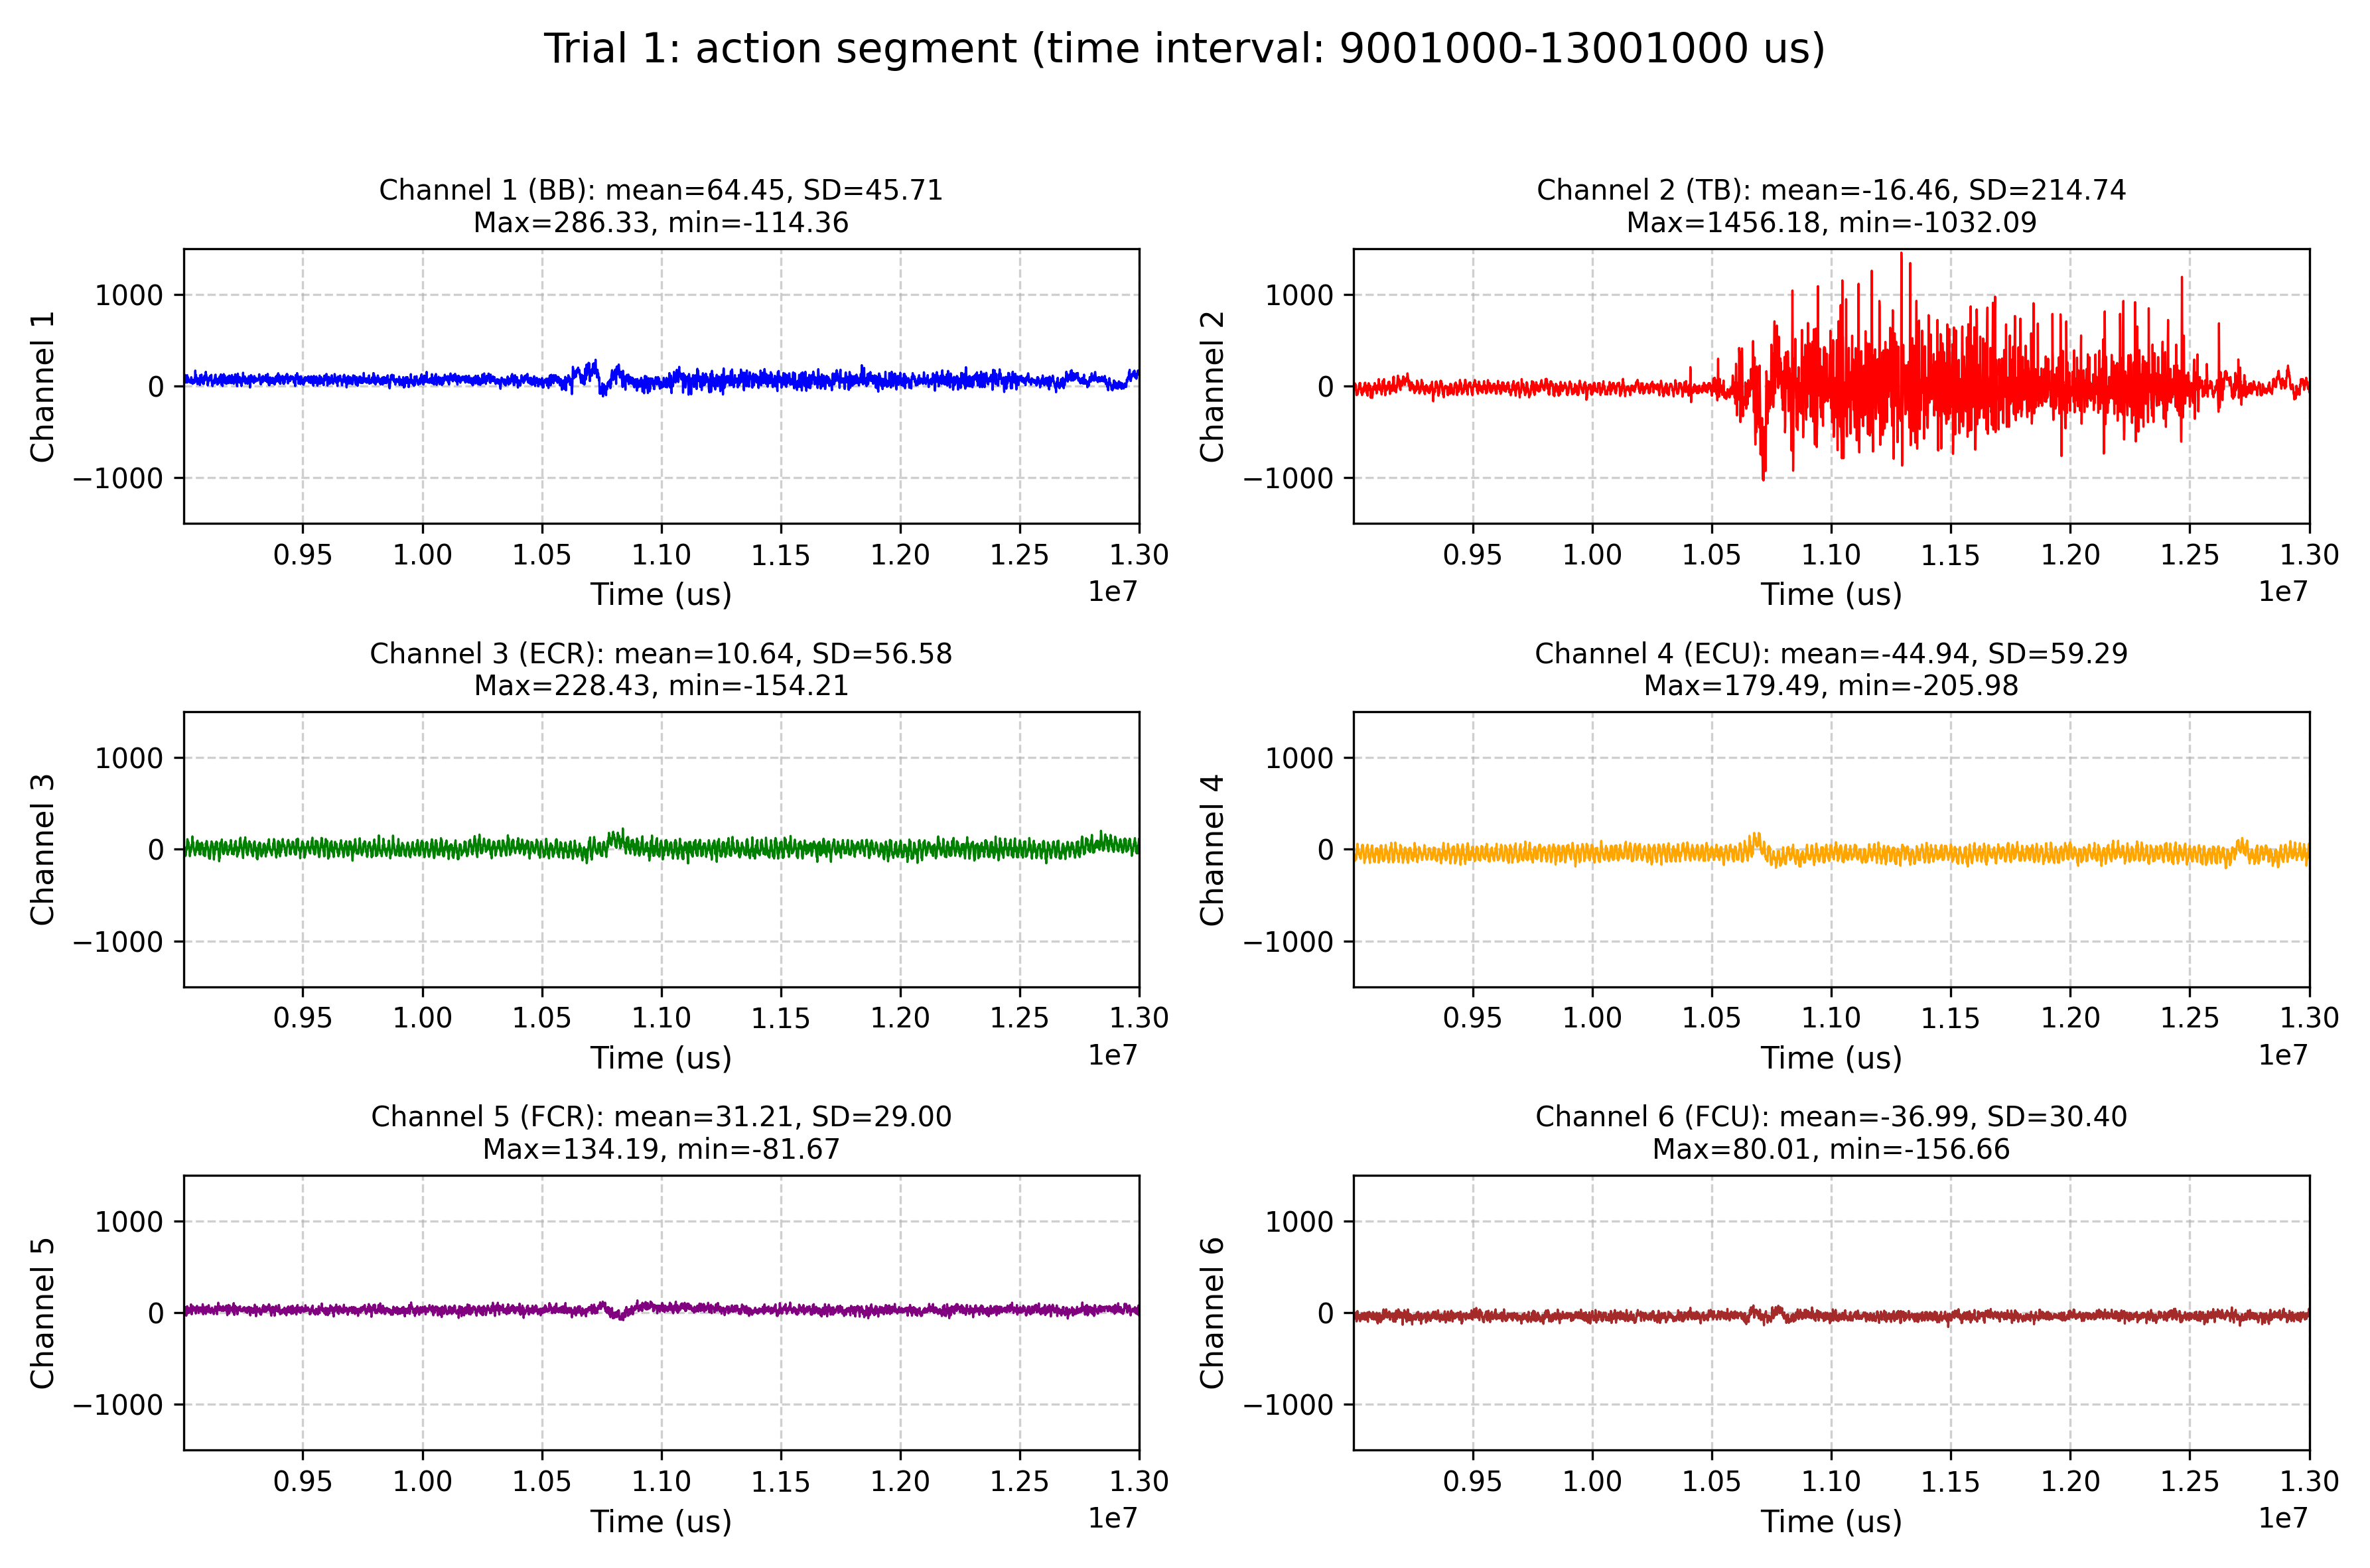 Trial 1: action segment (time interval: 9001000-13001000 us)
Channel 1 (BB): mean=64.45, SD=45.71
Max=286.33, min=-114.36
Channel 1
1000
0
−1000
0.95 1.00 1.05 1.10 1.15 1.20 1.25 1.30
1e7
Time (us)
Channel 2 (TB): mean=-16.46, SD=214.74
Max=1456.18, min=-1032.09
Channel 2
1000
0
−1000
0.95 1.00 1.05 1.10 1.15 1.20 1.25 1.30
1e7
Time (us)
Channel 3 (ECR): mean=10.64, SD=56.58
Max=228.43, min=-154.21
Channel 3
1000
0
−1000
0.95 1.00 1.05 1.10 1.15 1.20 1.25 1.30
1e7
Time (us)
Channel 4 (ECU): mean=-44.94, SD=59.29
Max=179.49, min=-205.98
Channel 4
1000
0
−1000
0.95 1.00 1.05 1.10 1.15 1.20 1.25 1.30
1e7
Time (us)
Channel 5 (FCR): mean=31.21, SD=29.00
Max=134.19, min=-81.67
Channel 5
1000
0
−1000
0.95 1.00 1.05 1.10 1.15 1.20 1.25 1.30
1e7
Time (us)
Channel 6 (FCU): mean=-36.99, SD=30.40
Max=80.01, min=-156.66
Channel 6
1000
0
−1000
0.95 1.00 1.05 1.10 1.15 1.20 1.25 1.30
1e7
Time (us)